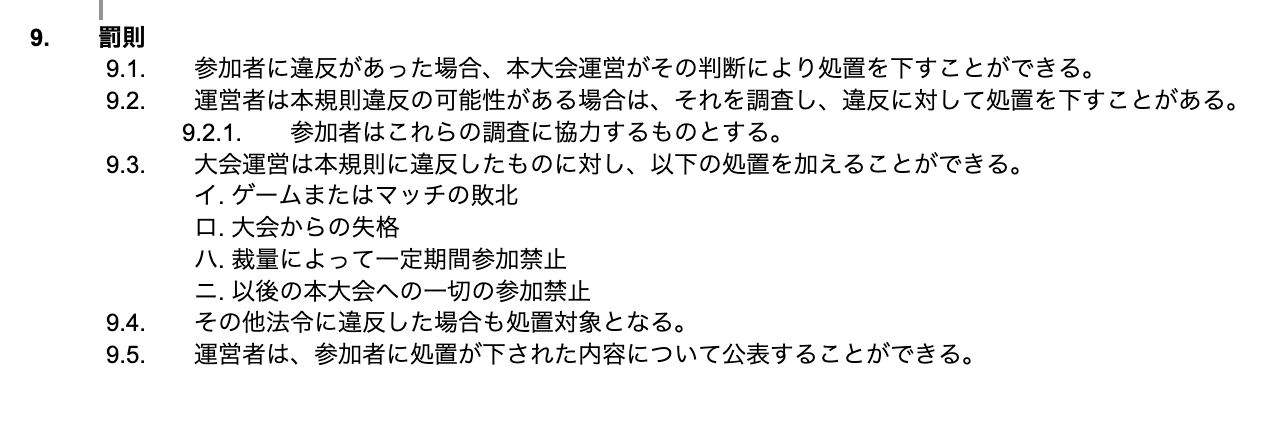 9. 罰則
9.1. 参加者に違反があった場合、本大会運営がその判断により処置を下すことができる。
9.2. 運営者は本規則違反の可能性がある場合は、それを調査し、違反に対して処置を下すことがある。
9.2.1. 参加者はこれらの調査に協力するものとする。
9.3. 大会運営は本規則に違反したものに対し、以下の処置を加えることができる。
イ. ゲームまたはマッチの敗北
ロ. 大会からの失格
ハ. 裁量によって一定期間参加禁止
ニ. 以後の本大会への一切の参加禁止
9.4. その他法令に違反した場合も処置対象となる。
9.5. 運営者は、参加者に処置が下された内容について公表することができる。